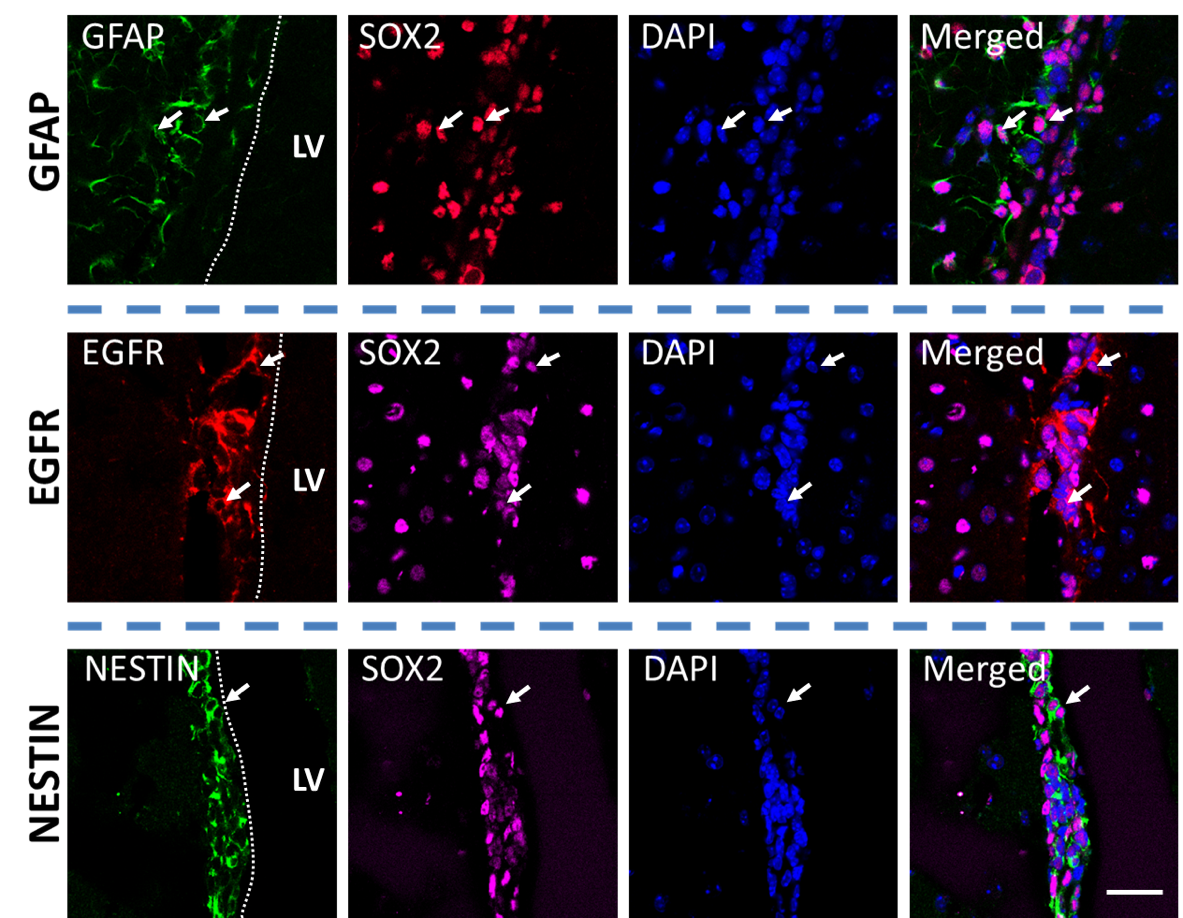 GFAP
GFAP
SOX2
DAPI
Merged
LV
EGFR
EGFR
SOX2
DAPI
Merged
LV
NESTIN
NESTIN
SOX2
DAPI
Merged
LV